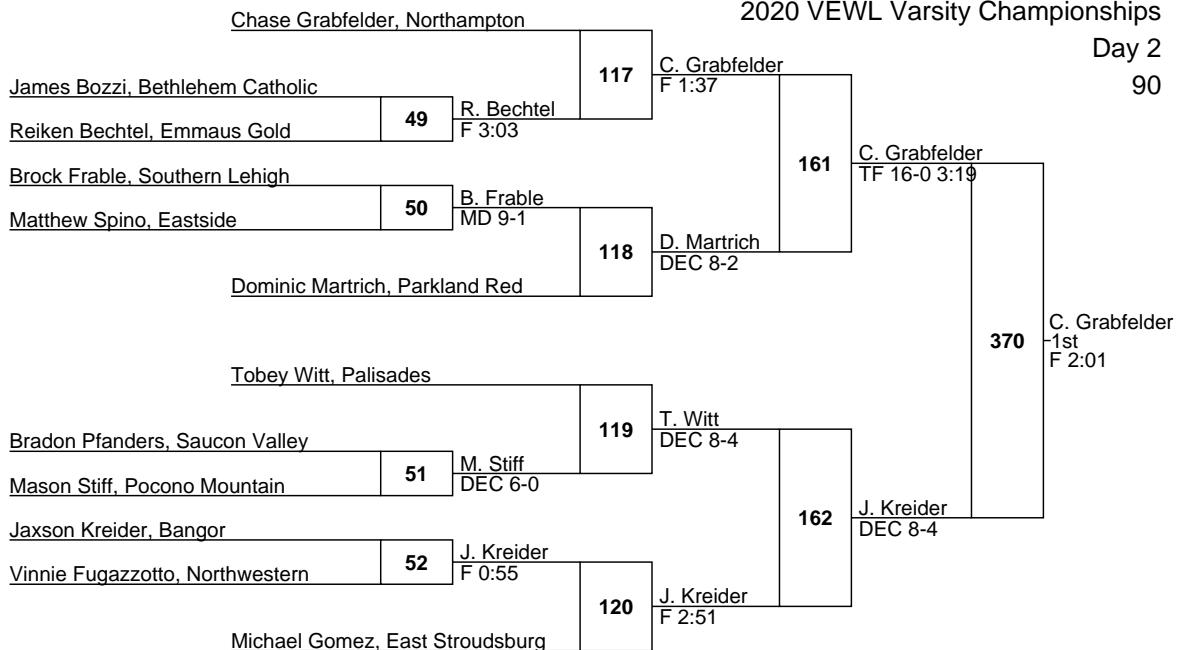 2020 VEWL Varsity Championships
Day 2
90
Chase Grabfelder, Northampton
117
C. Grabfelder
F 1:37
James Bozzi, Bethlehem Catholic
49
R. Bechtel
F 3:03
Reiken Bechtel, Emmaus Gold
161
C. Grabfelder
TF 16-0 3:19
Brock Frable, Southern Lehigh
50
B. Frable
MD 9-1
Matthew Spino, Eastside
118
D. Martrich
DEC 8-2
Dominic Martrich, Parkland Red
370
C. Grabfelder
1st
F 2:01
Tobey Witt, Palisades
119
T. Witt
DEC 8-4
Bradon Pfanders, Saucon Valley
51
M. Stiff
DEC 6-0
Mason Stiff, Pocono Mountain
162
J. Kreider
DEC 8-4
Jaxson Kreider, Bangor
52
J. Kreider
F 0:55
Vinnie Fugazzotto, Northwestern
120
J. Kreider
F 2:51
Michael Gomez, East Stroudsburg